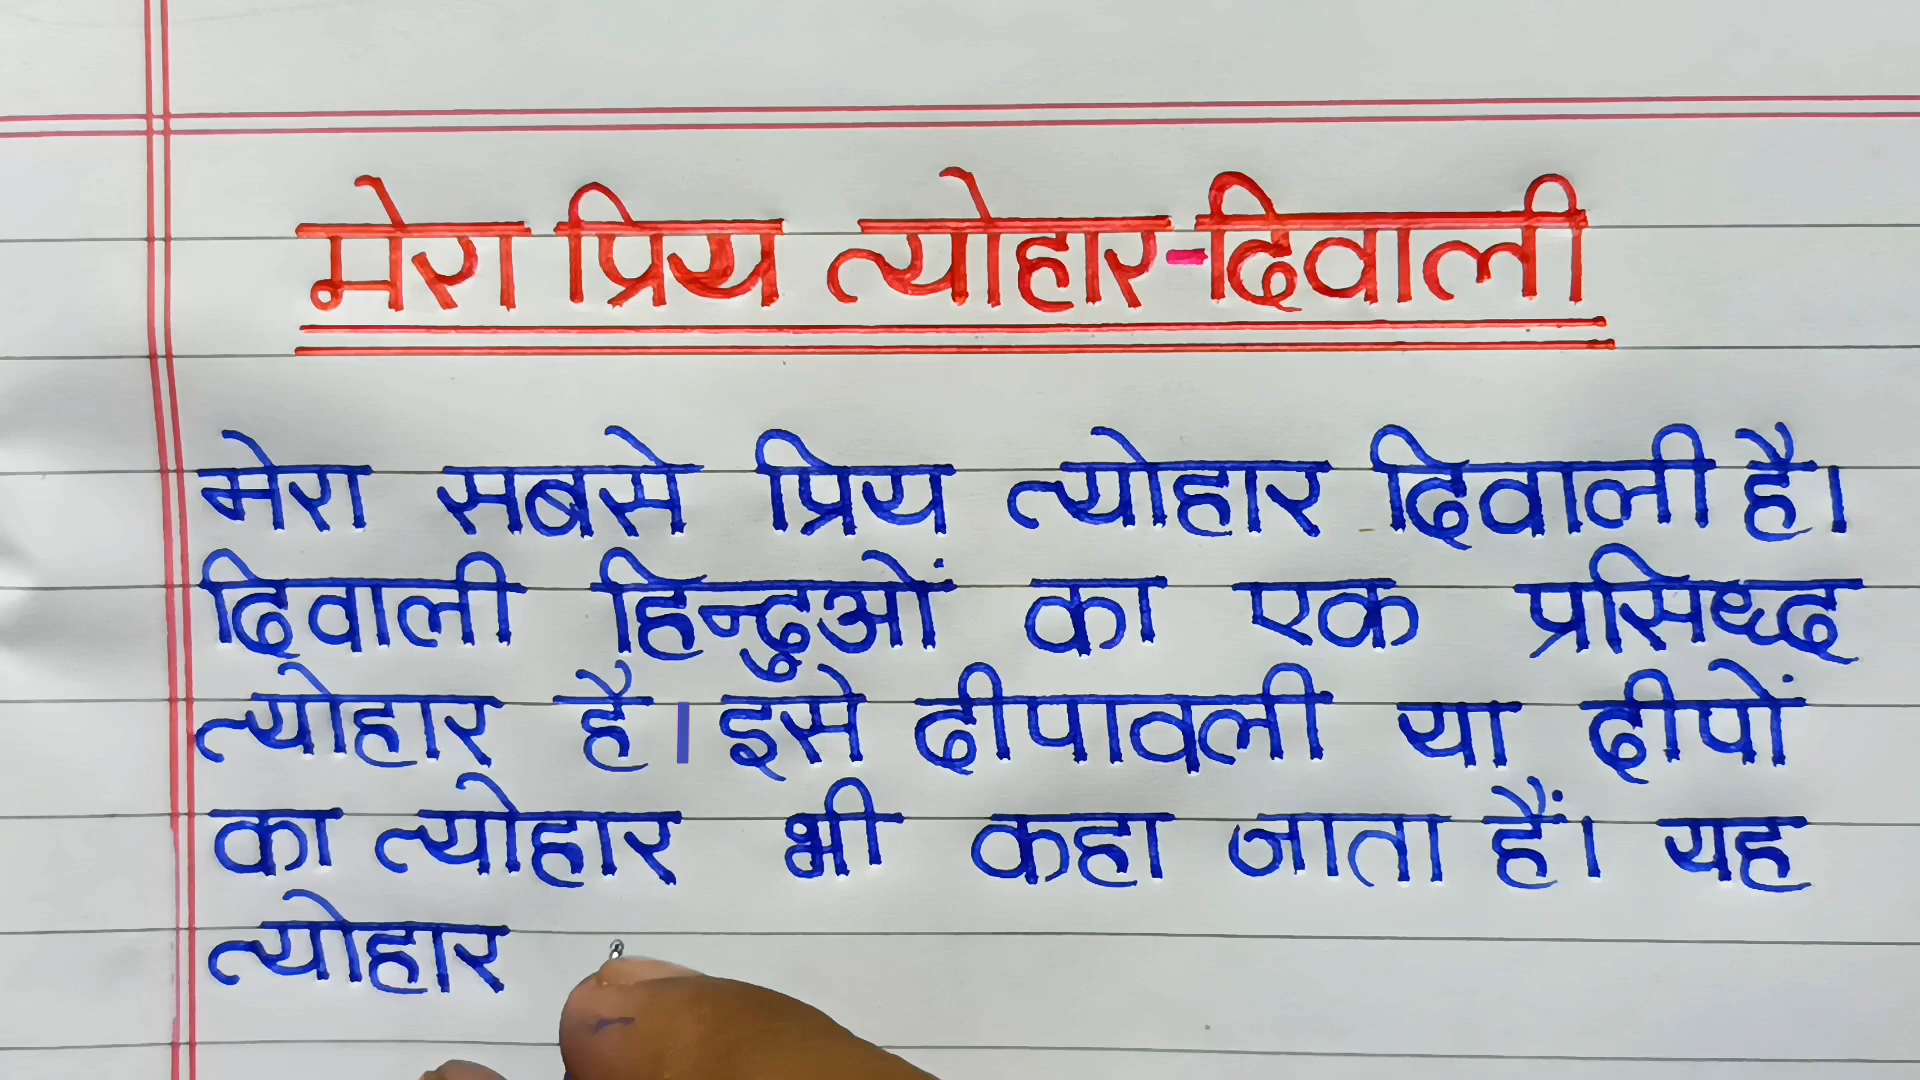 मेरा प्रिय त्योहार-दिवाली
मेरा सबसे प्रिय त्योहार दिवाली है।
दिवाली हिन्दुओं का एक प्रसिध्द
त्योहार है। इसे दीपावली या दीपों
का त्योहार भी कहा जाता हैं। यह
त्योहार